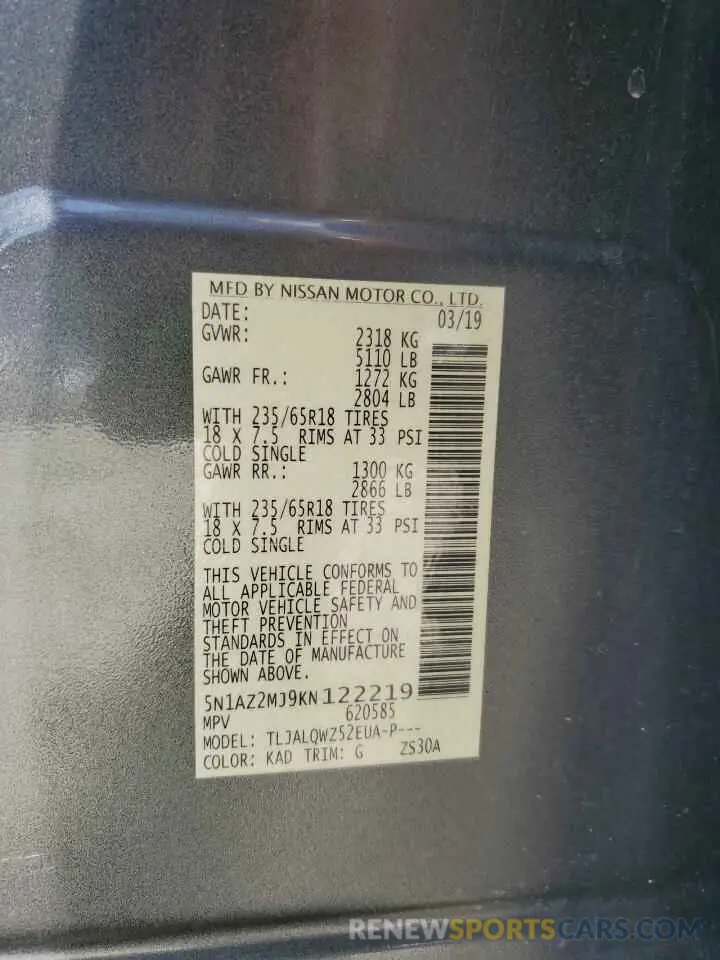 MFD BY NISSAN MOTOR CO., LTD.
DATE: 03/19
GVWR: 2318 KG
5110 LB
GAWR FR.: 1272 KG
2804 LB
WITH 235/65R18 TIRES
18 X 7.5 RIMS AT 33 PSI
COLD SINGLE
GAWR RR.: 1300 KG
2866 LB
WITH 235/65R18 TIRES
18 X 7.5 RIMS AT 33 PSI
COLD SINGLE
THIS VEHICLE CONFORMS TO
ALL APPLICABLE FEDERAL
MOTOR VEHICLE SAFETY AND
THEFT PREVENTION
STANDARDS IN EFFECT ON
THE DATE OF MANUFACTURE
SHOWN ABOVE.
5N1AZ2MJ9KN122219
MPV 620585
MODEL: TLJALQWZ52EUA-P---
COLOR: KAD TRIM: G ZS30A
RENEWSPORTSCARS.COM